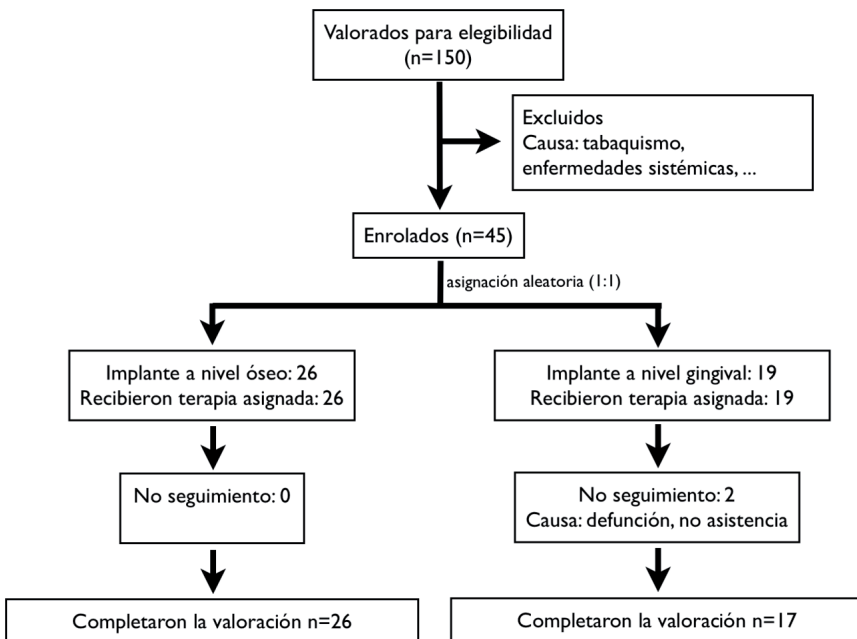 Valorados para elegibilidad
(n=150)
Excluidos
Causa: tabaquismo,
enfermedades sistémicas, ...
Enrolados (n=45)
asignación aleatoria (1:1)
Implante a nivel óseo: 26
Recibieron terapia asignada: 26
Implante a nivel gingival: 19
Recibieron terapia asignada: 19
No seguimiento: 0
No seguimiento: 2
Causa: defunción, no asistencia
Completaron la valoración n=26
Completaron la valoración n=17